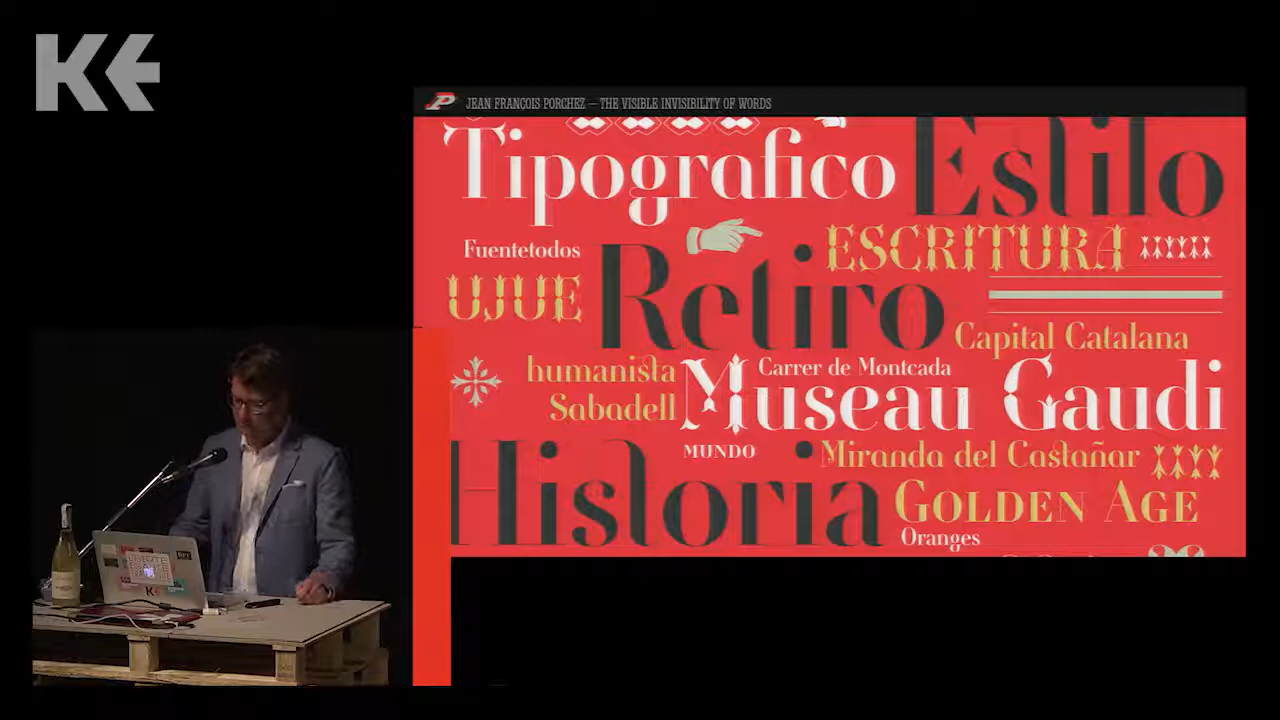 KE
P JEAN FRANÇOIS PORCHEZ — THE VISIBLE INVISIBILITY OF WORDS
Tipografico
Estilo
Fuentetodos
ESCRITURA
UJUE
Retiro
Capital Catalana
humanista
Carrer de Montcada
Sabadell
Museau Gaudi
MUNDO
Miranda del Castañar
Historia
GOLDEN AGE
Oranges